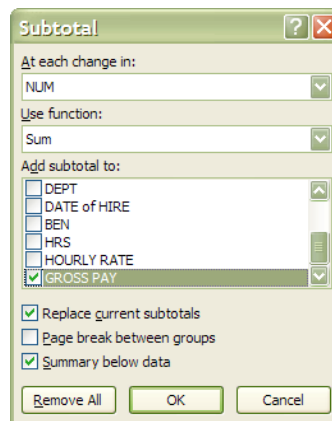 Subtotal
At each change in:
NUM
Use function:
Sum
Add subtotal to:
DEPT
DATE of HIRE
BEN
HRS
HOURLY RATE
GROSS PAY
Replace current subtotals
Page break between groups
Summary below data
Remove All
OK
Cancel